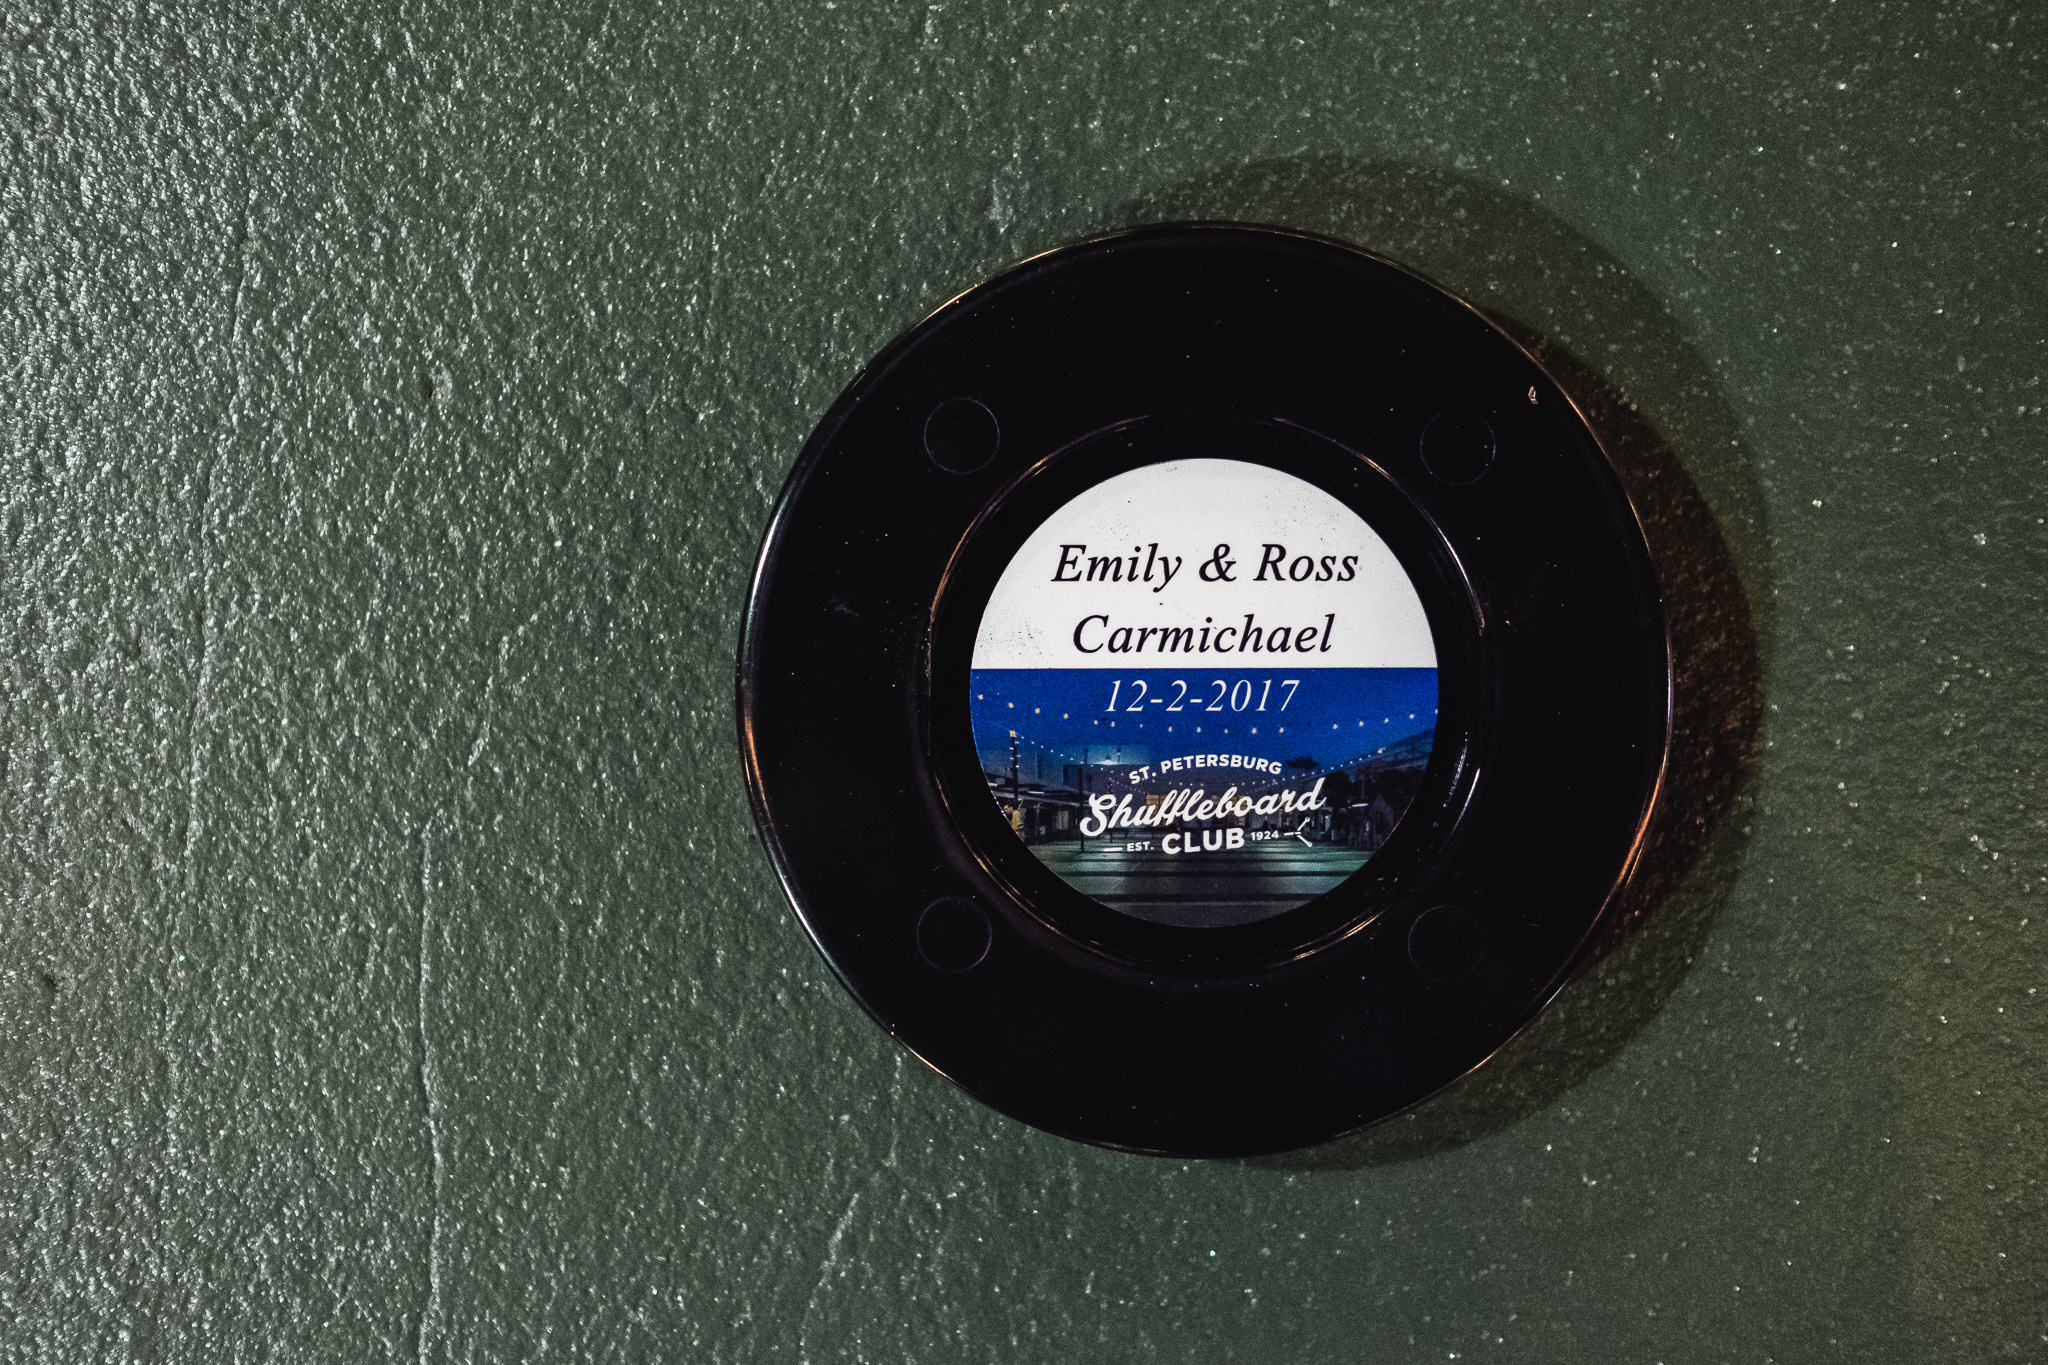 Emily & Ross
Carmichael
12-2-2017
ST. PETERSBURG
Shuffleboard
EST. CLUB 1924